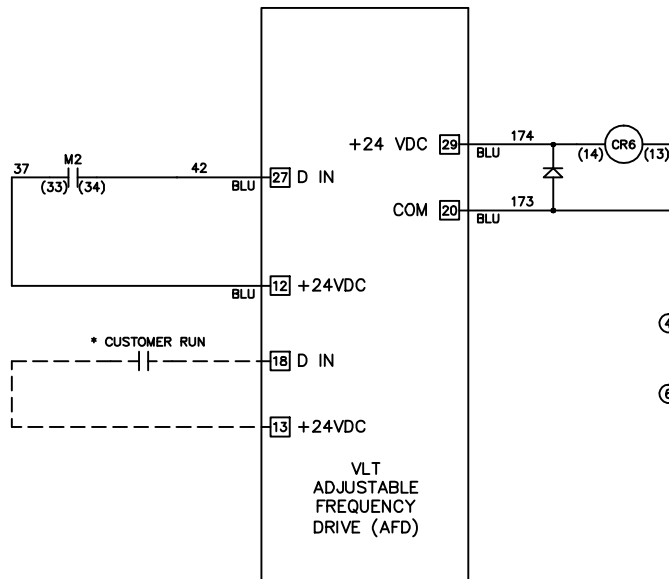 +24 VDC 29 174 CR6
BLU (14) (13)
37 M2 42
(33) (34) BLU 27 D IN
COM 20 173
BLU
BLU 12 +24VDC
* CUSTOMER RUN
18 D IN
13 +24VDC
VLT
ADJUSTABLE
FREQUENCY
DRIVE (AFD)